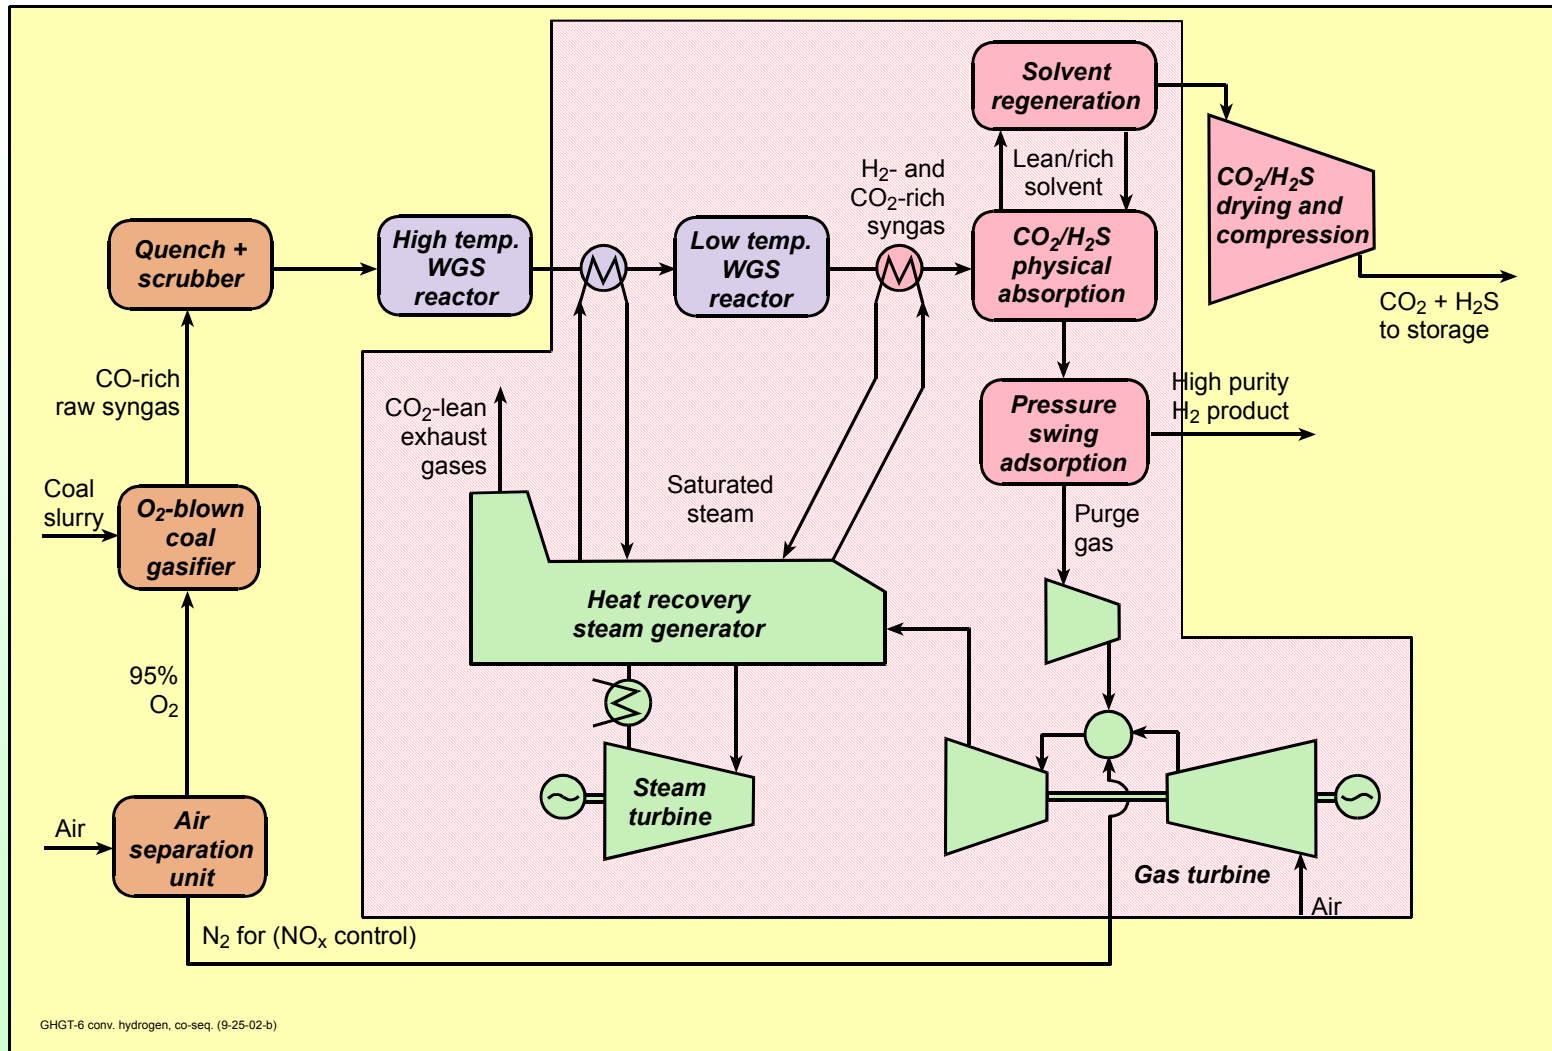 Solvent
regeneration
Lean/rich
solvent
H₂- and
CO₂-rich
syngas
CO₂/H₂S
drying and
compression
Quench +
scrubber
High temp.
WGS
reactor
Low temp.
WGS
reactor
CO₂/H₂S
physical
absorption
CO₂ + H₂S
to storage
CO-rich
raw syngas
CO₂-lean
exhaust
gases
High purity
H₂ product
Pressure
swing
adsorption
Coal
slurry
O₂-blown
coal
gasifier
Saturated
steam
Purge
gas
Heat recovery
steam generator
95%
O₂
Steam
turbine
Air
Air
separation
unit
Gas turbine
Air
N₂ for (NOₓ control)
GHGT-6 conv. hydrogen, co-seq. (9-25-02-b)